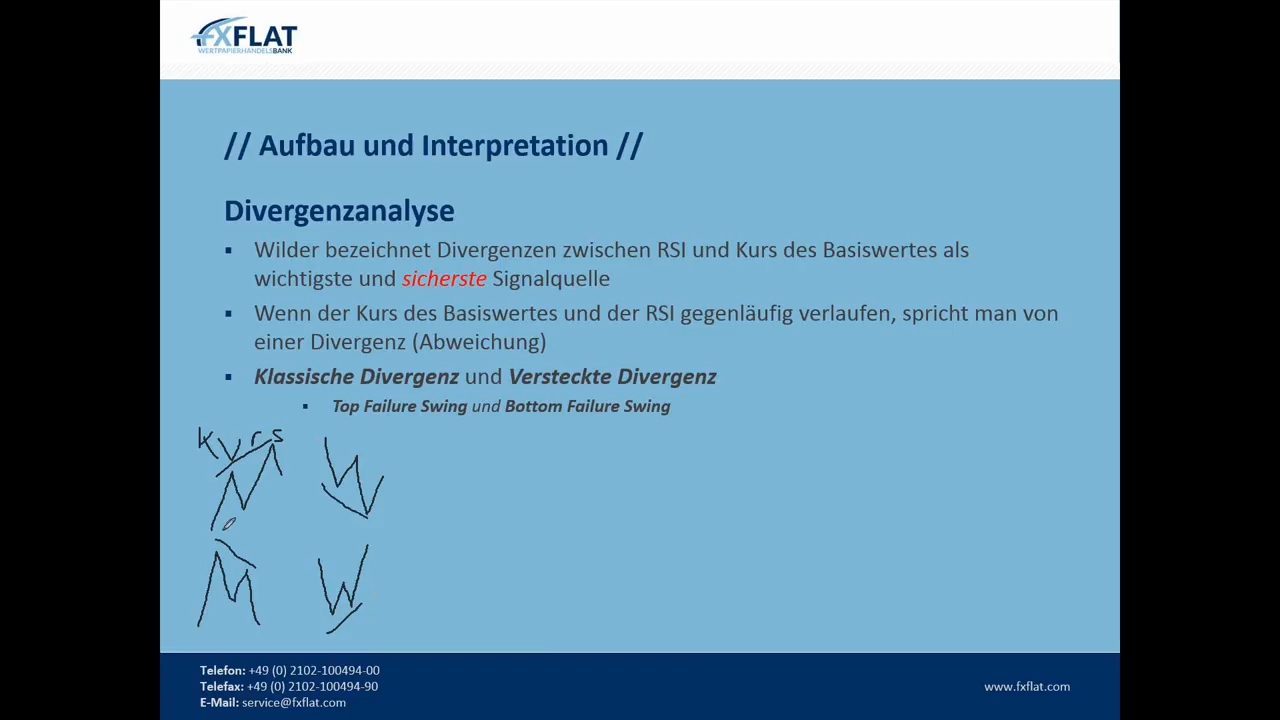 FXFLAT
WERTPAPIERHANDELSBANK
// Aufbau und Interpretation //
Divergenzanalyse
▪ Wilder bezeichnet Divergenzen zwischen RSI und Kurs des Basiswertes als
wichtigste und sicherste Signalquelle
▪ Wenn der Kurs des Basiswertes und der RSI gegenläufig verlaufen, spricht man von
einer Divergenz (Abweichung)
▪ Klassische Divergenz und Versteckte Divergenz
▪ Top Failure Swing und Bottom Failure Swing
Kurs
Telefon: +49 (0) 2102-100494-00
Telefax: +49 (0) 2102-100494-90
E-Mail: service@fxflat.com
www.fxflat.com